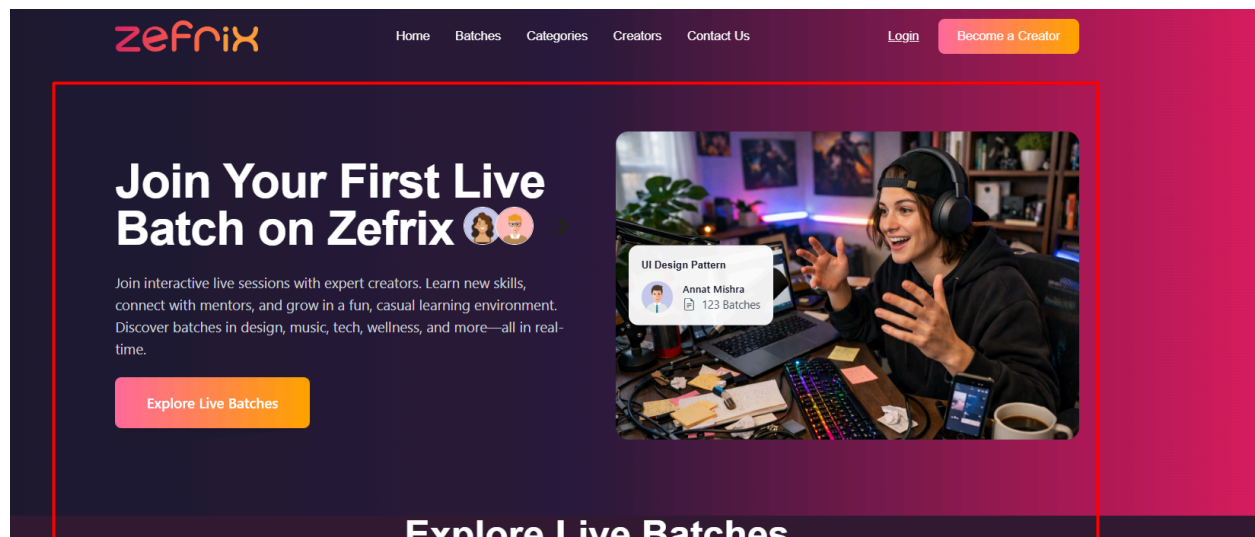 zefrix
Home Batches Categories Creators Contact Us Login Become a Creator
Join Your First Live
Batch on Zefrix
Join interactive live sessions with expert creators. Learn new skills,
connect with mentors, and grow in a fun, casual learning environment.
Discover batches in design, music, tech, wellness, and more—all in real-
time.
Explore Live Batches
UI Design Pattern
Annat Mishra
123 Batches
Explore Live Batches